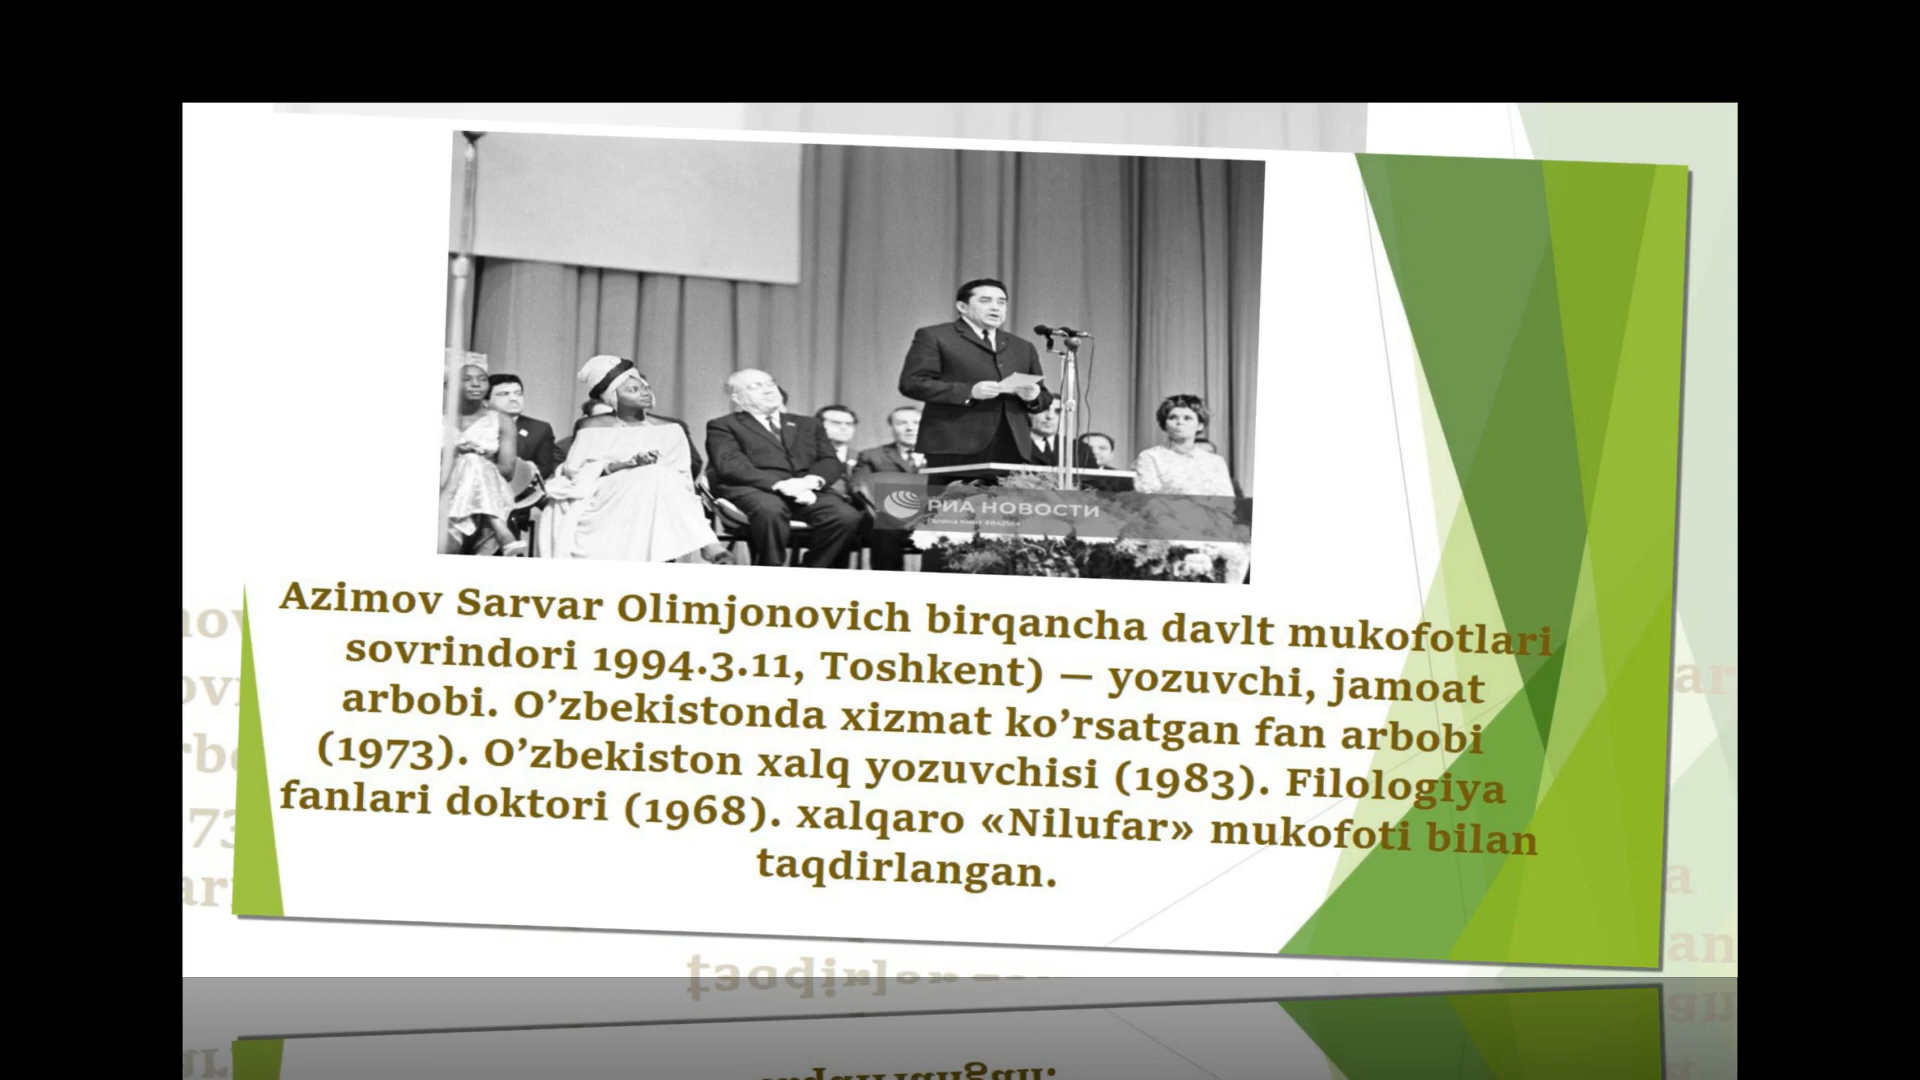 РИА НОВОСТИ
Azimov Sarvar Olimjonovich birqancha davlt mukofotlari
sovrindori 1994.3.11, Toshkent) — yozuvchi, jamoat
arbobi. O’zbekistonda xizmat ko’rsatgan fan arbobi
(1973). O’zbekiston xalq yozuvchisi (1983). Filologiya
fanlari doktori (1968). xalqaro «Nilufar» mukofoti bilan
taqdirlangan.